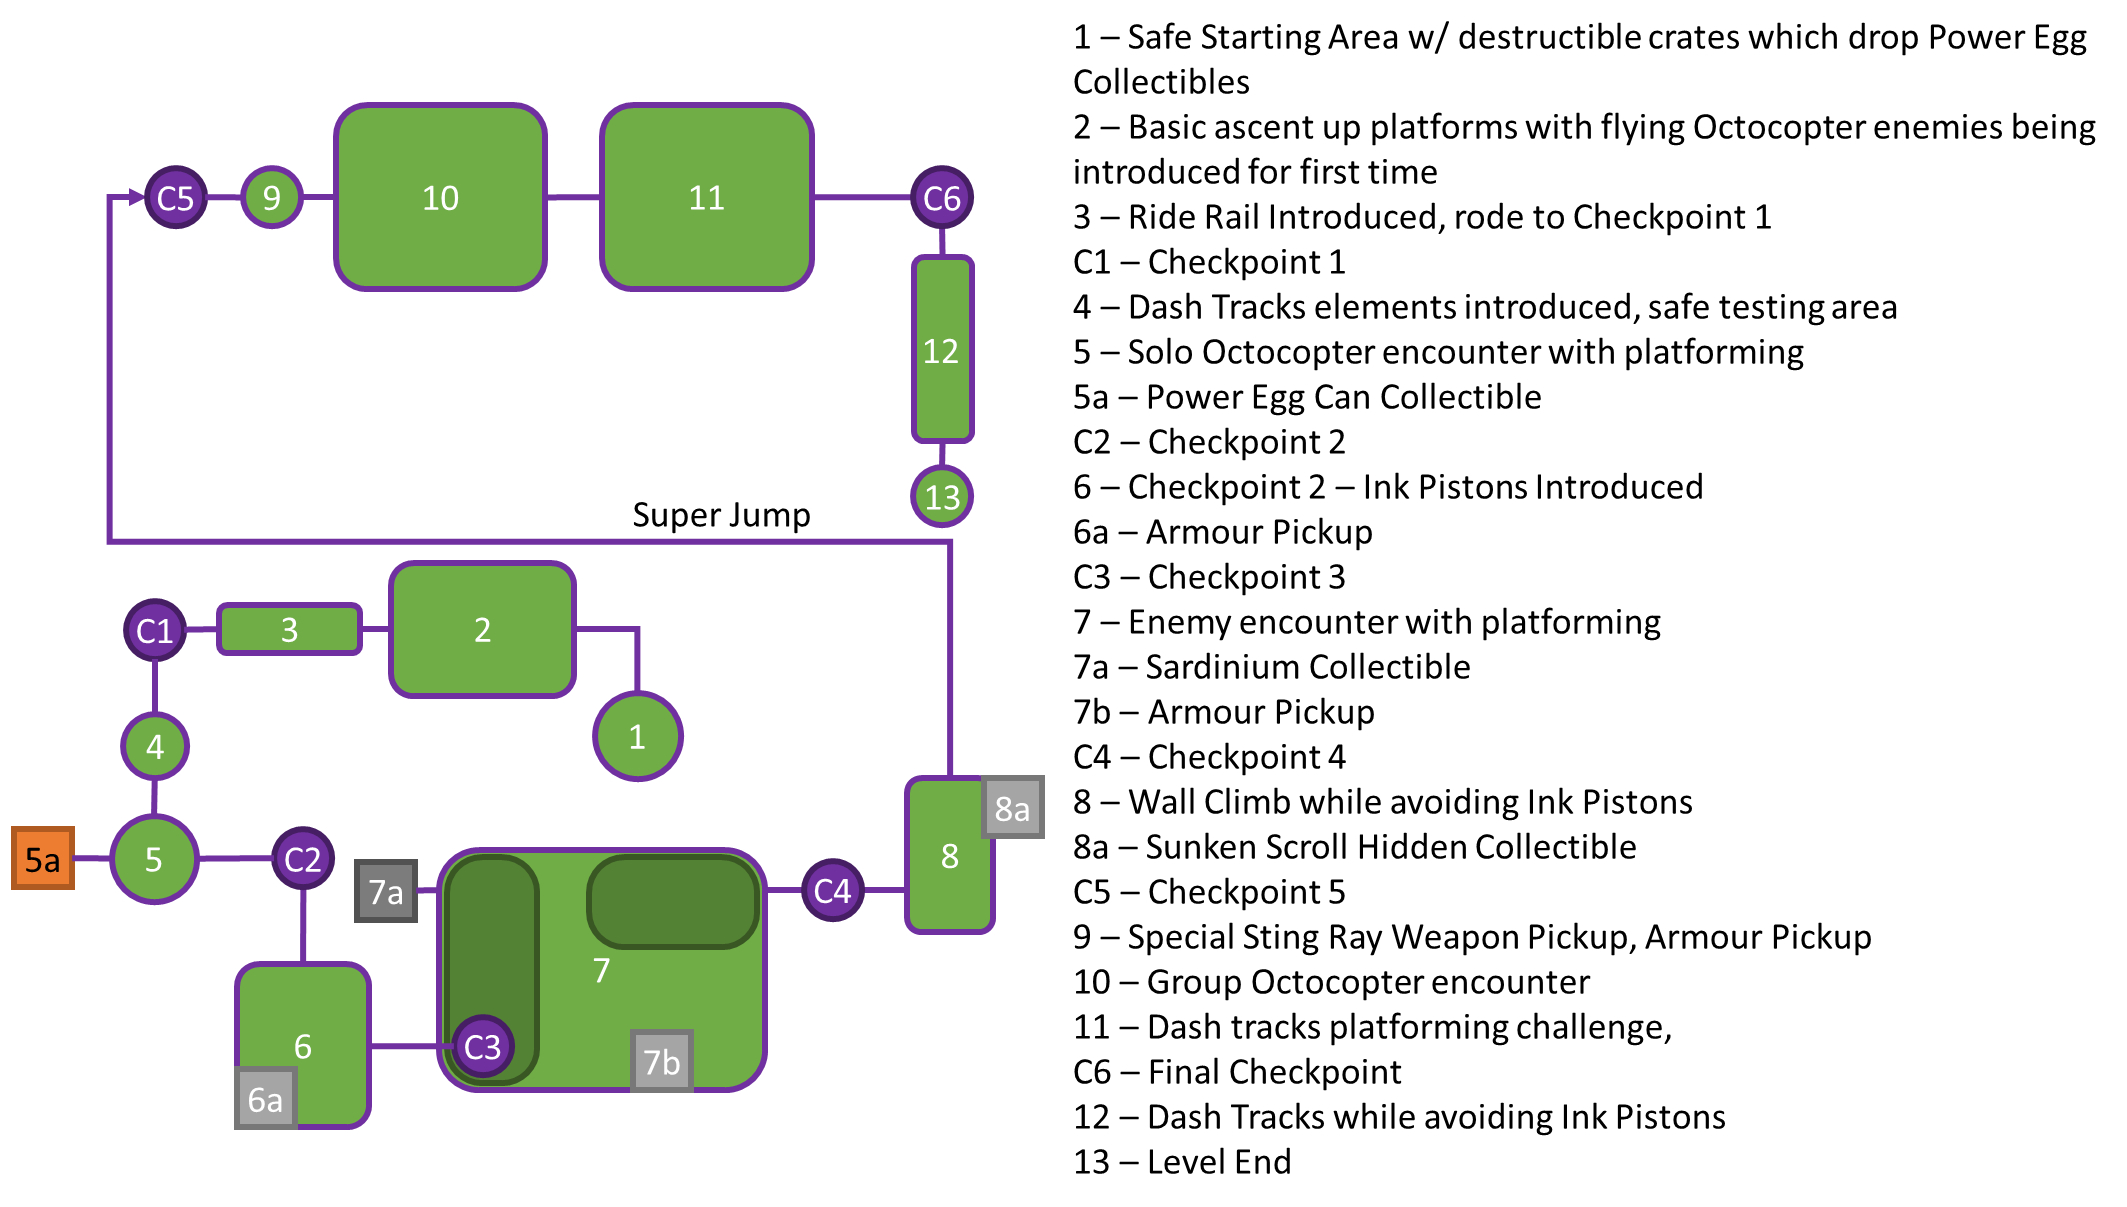 C5
9
10
11
C6
12
13
Super Jump
C1
3
2
1
4
5a
5
C2
7a
7
C4
8
8a
6
6a
C3
7b
1 – Safe Starting Area w/ destructible crates which drop Power Egg
Collectibles
2 – Basic ascent up platforms with flying Octocopter enemies being
introduced for first time
3 – Ride Rail Introduced, rode to Checkpoint 1
C1 – Checkpoint 1
4 – Dash Tracks elements introduced, safe testing area
5 – Solo Octocopter encounter with platforming
5a – Power Egg Can Collectible
C2 – Checkpoint 2
6 – Checkpoint 2 – Ink Pistons Introduced
6a – Armour Pickup
C3 – Checkpoint 3
7 – Enemy encounter with platforming
7a – Sardinium Collectible
7b – Armour Pickup
C4 – Checkpoint 4
8 – Wall Climb while avoiding Ink Pistons
8a – Sunken Scroll Hidden Collectible
C5 – Checkpoint 5
9 – Special Sting Ray Weapon Pickup, Armour Pickup
10 – Group Octocopter encounter
11 – Dash tracks platforming challenge,
C6 – Final Checkpoint
12 – Dash Tracks while avoiding Ink Pistons
13 – Level End